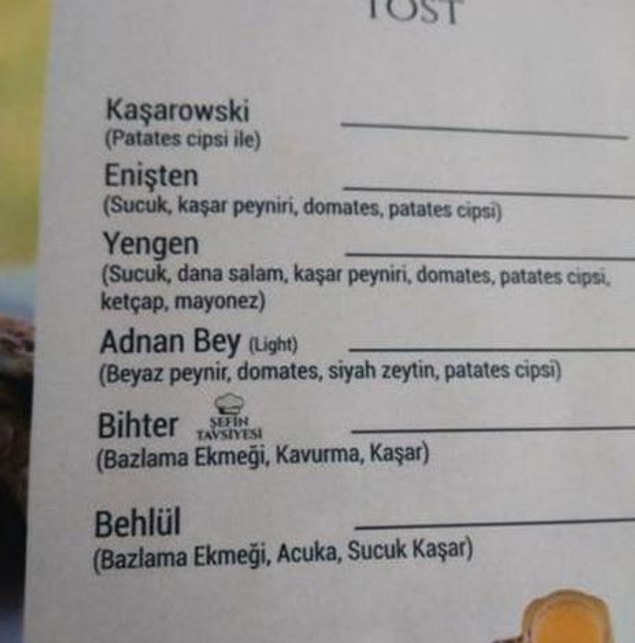 TOST
Kaşarowski
(Patates cipsi ile)
Enişten
(Sucuk, kaşar peyniri, domates, patates cipsi)
Yengen
(Sucuk, dana salam, kaşar peyniri, domates, patates cipsi,
ketçap, mayonez)
Adnan Bey (Light)
(Beyaz peynir, domates, siyah zeytin, patates cipsi)
Bihter ŞEFİN
TAVSİYESİ
(Bazlama Ekmeği, Kavurma, Kaşar)
Behlül
(Bazlama Ekmeği, Acuka, Sucuk Kaşar)